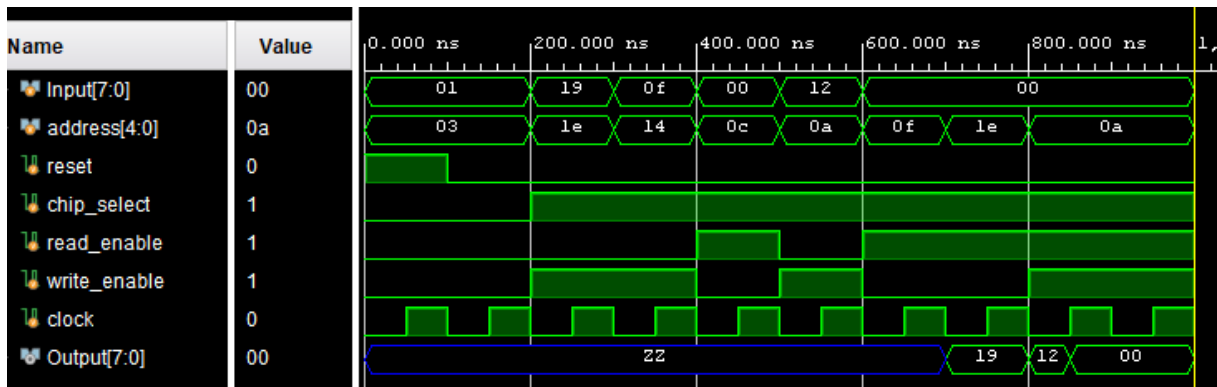 Name Value 0.000 ns 200.000 ns 400.000 ns 600.000 ns 800.000 ns 1,
Input[7:0] 00 01 19 0f 00 12 00
address[4:0] 0a 03 1e 14 0c 0a 0f 1e 0a
reset 0
chip_select 1
read_enable 1
write_enable 1
clock 0
Output[7:0] 00 ZZ 19 12 00